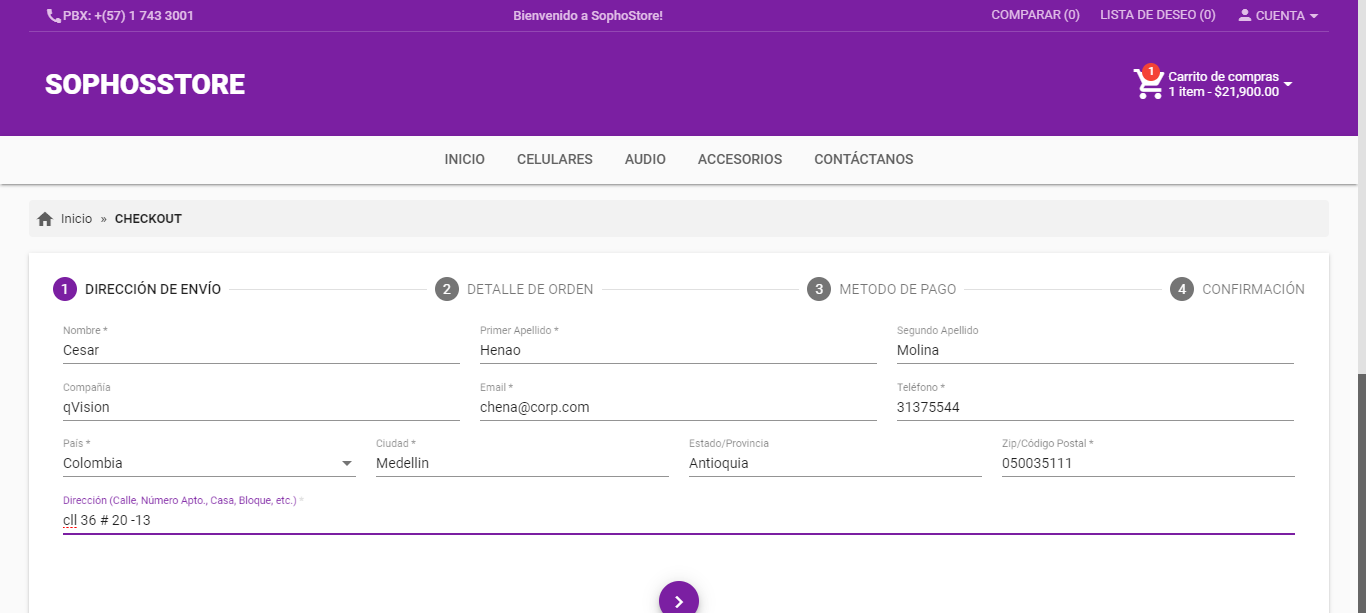 PBX: +(57) 1 743 3001 Bienvenido a SophoStore! COMPARAR (0) LISTA DE DESEO (0) CUENTA
SOPHOSSTORE
1
Carrito de compras
1 item - $21,900.00
INICIO CELULARES AUDIO ACCESORIOS CONTÁCTANOS
Inicio » CHECKOUT
1 DIRECCIÓN DE ENVÍO 2 DETALLE DE ORDEN 3 METODO DE PAGO 4 CONFIRMACIÓN
Nombre * Primer Apellido * Segundo Apellido
Cesar Henao Molina
Compañía Email * Teléfono *
qVision chena@corp.com 31375544
País * Ciudad * Estado/Provincia Zip/Código Postal *
Colombia Medellin Antioquia 050035111
Dirección (Calle, Número Apto., Casa, Bloque, etc.) *
cll 36 # 20 -13